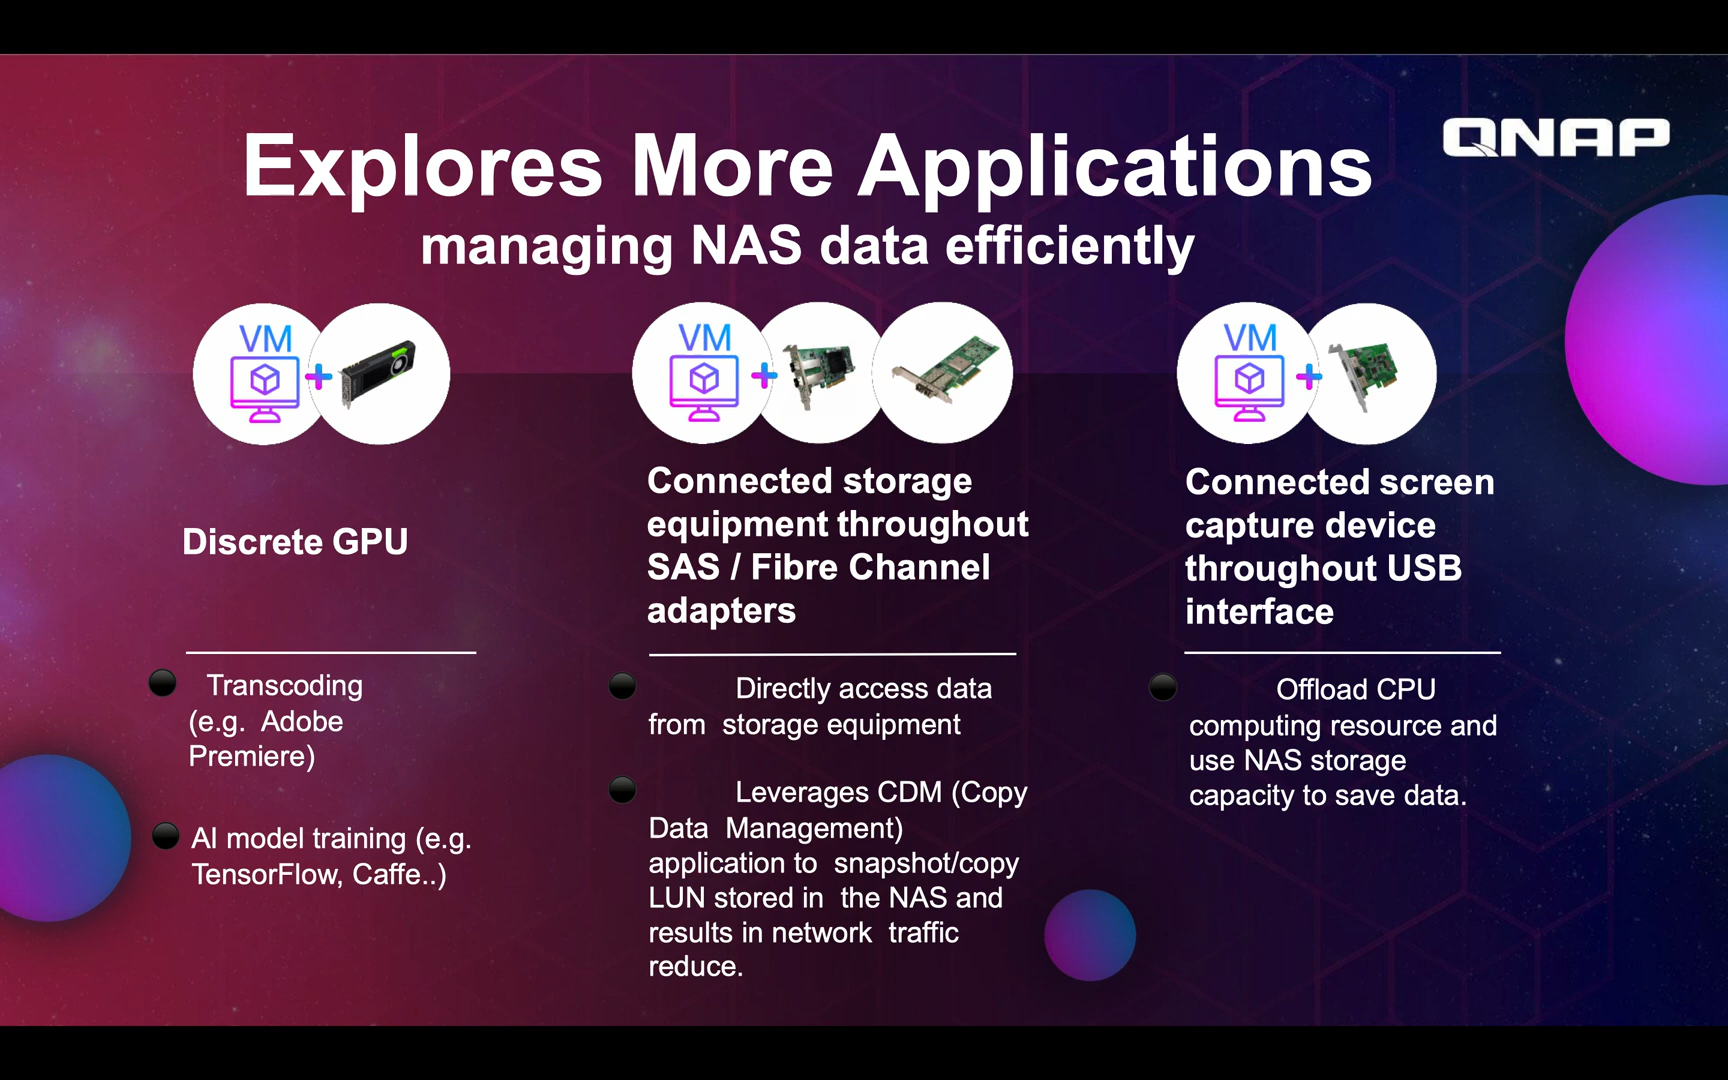 QNAP
Explores More Applications
managing NAS data efficiently
VM
Discrete GPU
Transcoding
(e.g. Adobe
Premiere)
AI model training (e.g.
TensorFlow, Caffe..)
VM
Connected storage
equipment throughout
SAS / Fibre Channel
adapters
Directly access data
from storage equipment
Leverages CDM (Copy
Data Management)
application to snapshot/copy
LUN stored in the NAS and
results in network traffic
reduce.
VM
Connected screen
capture device
throughout USB
interface
Offload CPU
computing resource and
use NAS storage
capacity to save data.